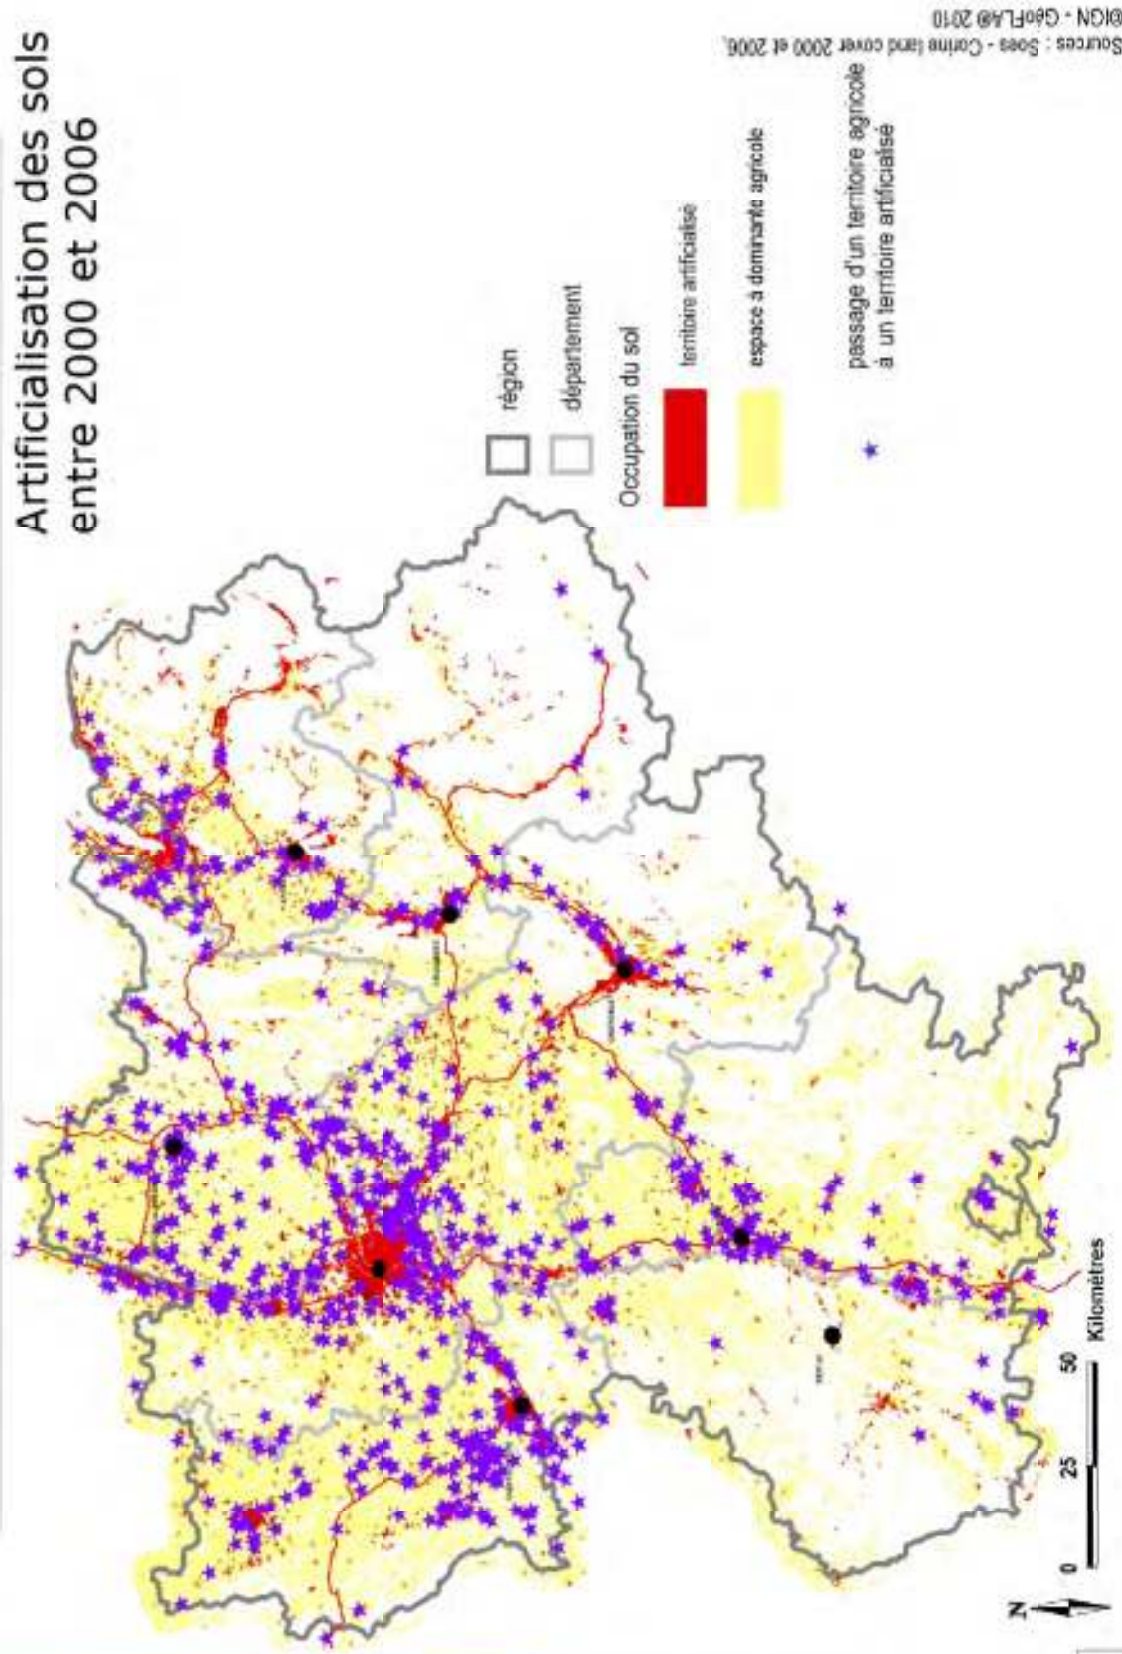 Artificialisation des sols
entre 2000 et 2006
région
département
Occupation du sol
territoire artificialisé
espace à dominante agricole
passage d'un territoire agricole
à un territoire artificialisé
Sources : Soes - Corine land cover 2000 et 2006,
©IGN - GéoFLA® 2010
N
0 25 50 Kilomètres